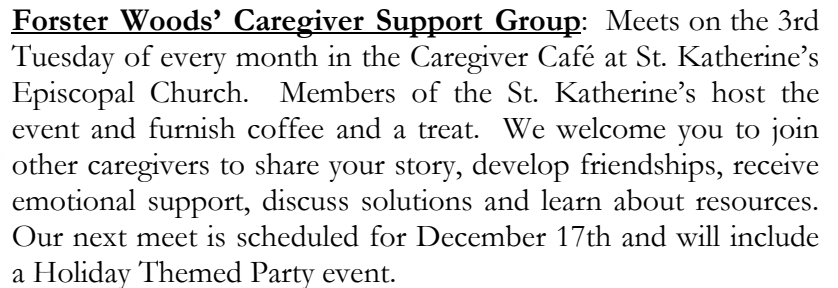 Forster Woods’ Caregiver Support Group:  Meets on the 3rd
Tuesday of every month in the Caregiver Café at St. Katherine’s
Episcopal Church.  Members of the St. Katherine’s host the
event and furnish coffee and a treat.  We welcome you to join
other caregivers to share your story, develop friendships, receive
emotional support, discuss solutions and learn about resources.
Our next meet is scheduled for December 17th and will include
a Holiday Themed Party event.